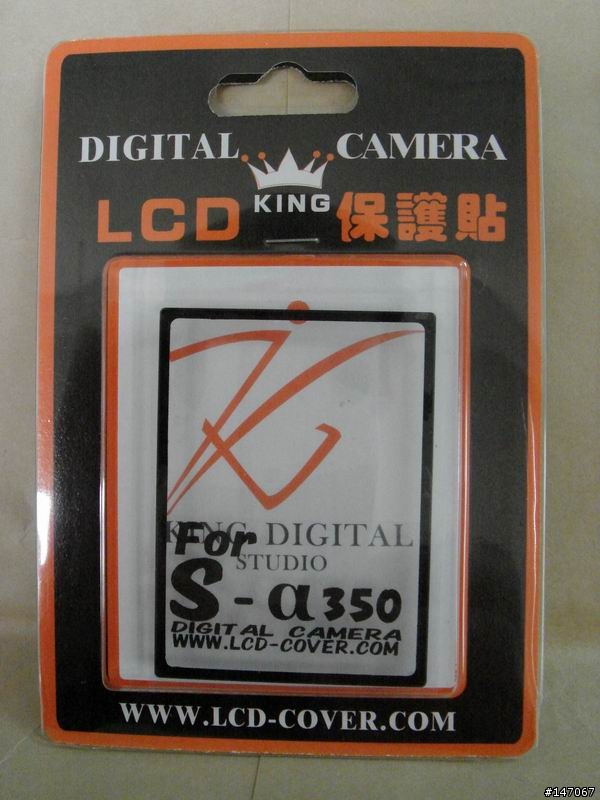 DIGITAL CAMERA
KING
LCD 保護貼
KING DIGITAL
STUDIO
For
S-α350
DIGITAL CAMERA
WWW.LCD-COVER.COM
WWW.LCD-COVER.COM
#147067